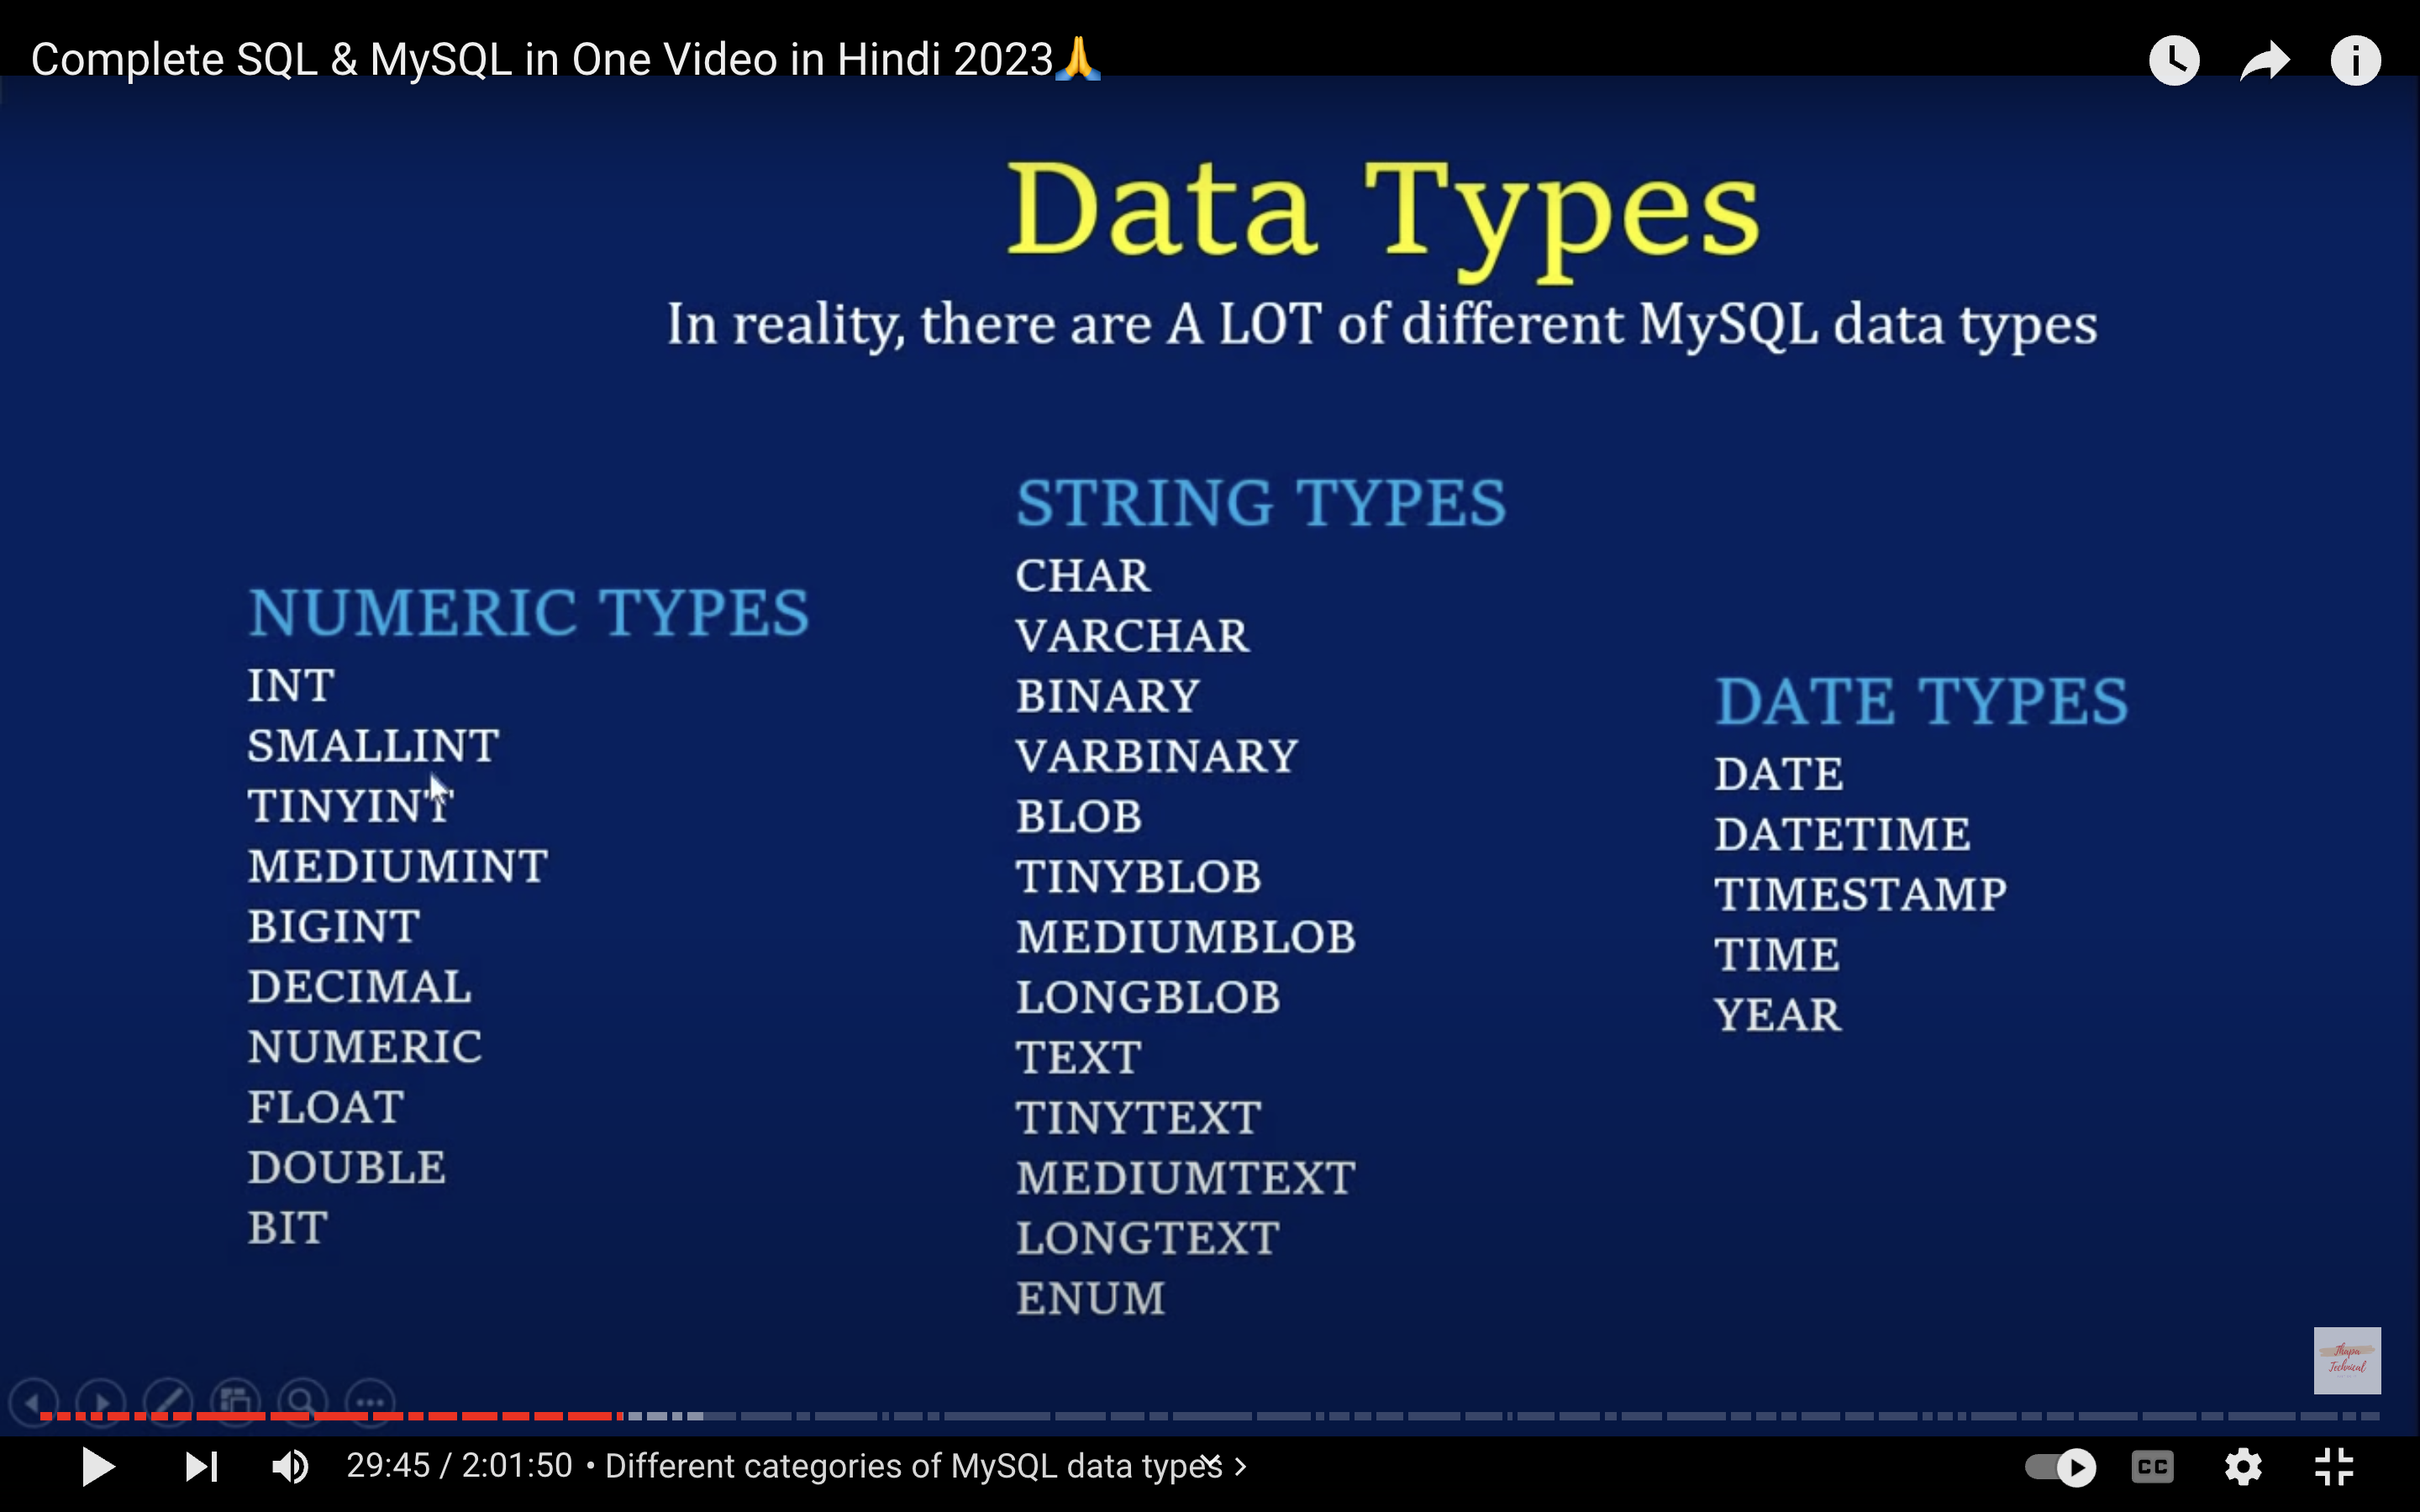 Complete SQL & MySQL in One Video in Hindi 2023🙏
Data Types
In reality, there are A LOT of different MySQL data types
NUMERIC TYPES
INT
SMALLINT
TINYINT
MEDIUMINT
BIGINT
DECIMAL
NUMERIC
FLOAT
DOUBLE
BIT
STRING TYPES
CHAR
VARCHAR
BINARY
VARBINARY
BLOB
TINYBLOB
MEDIUMBLOB
LONGBLOB
TEXT
TINYTEXT
MEDIUMTEXT
LONGTEXT
ENUM
DATE TYPES
DATE
DATETIME
TIMESTAMP
TIME
YEAR
Thapa
Technical
29:45 / 2:01:50 • Different categories of MySQL data types ›
CC